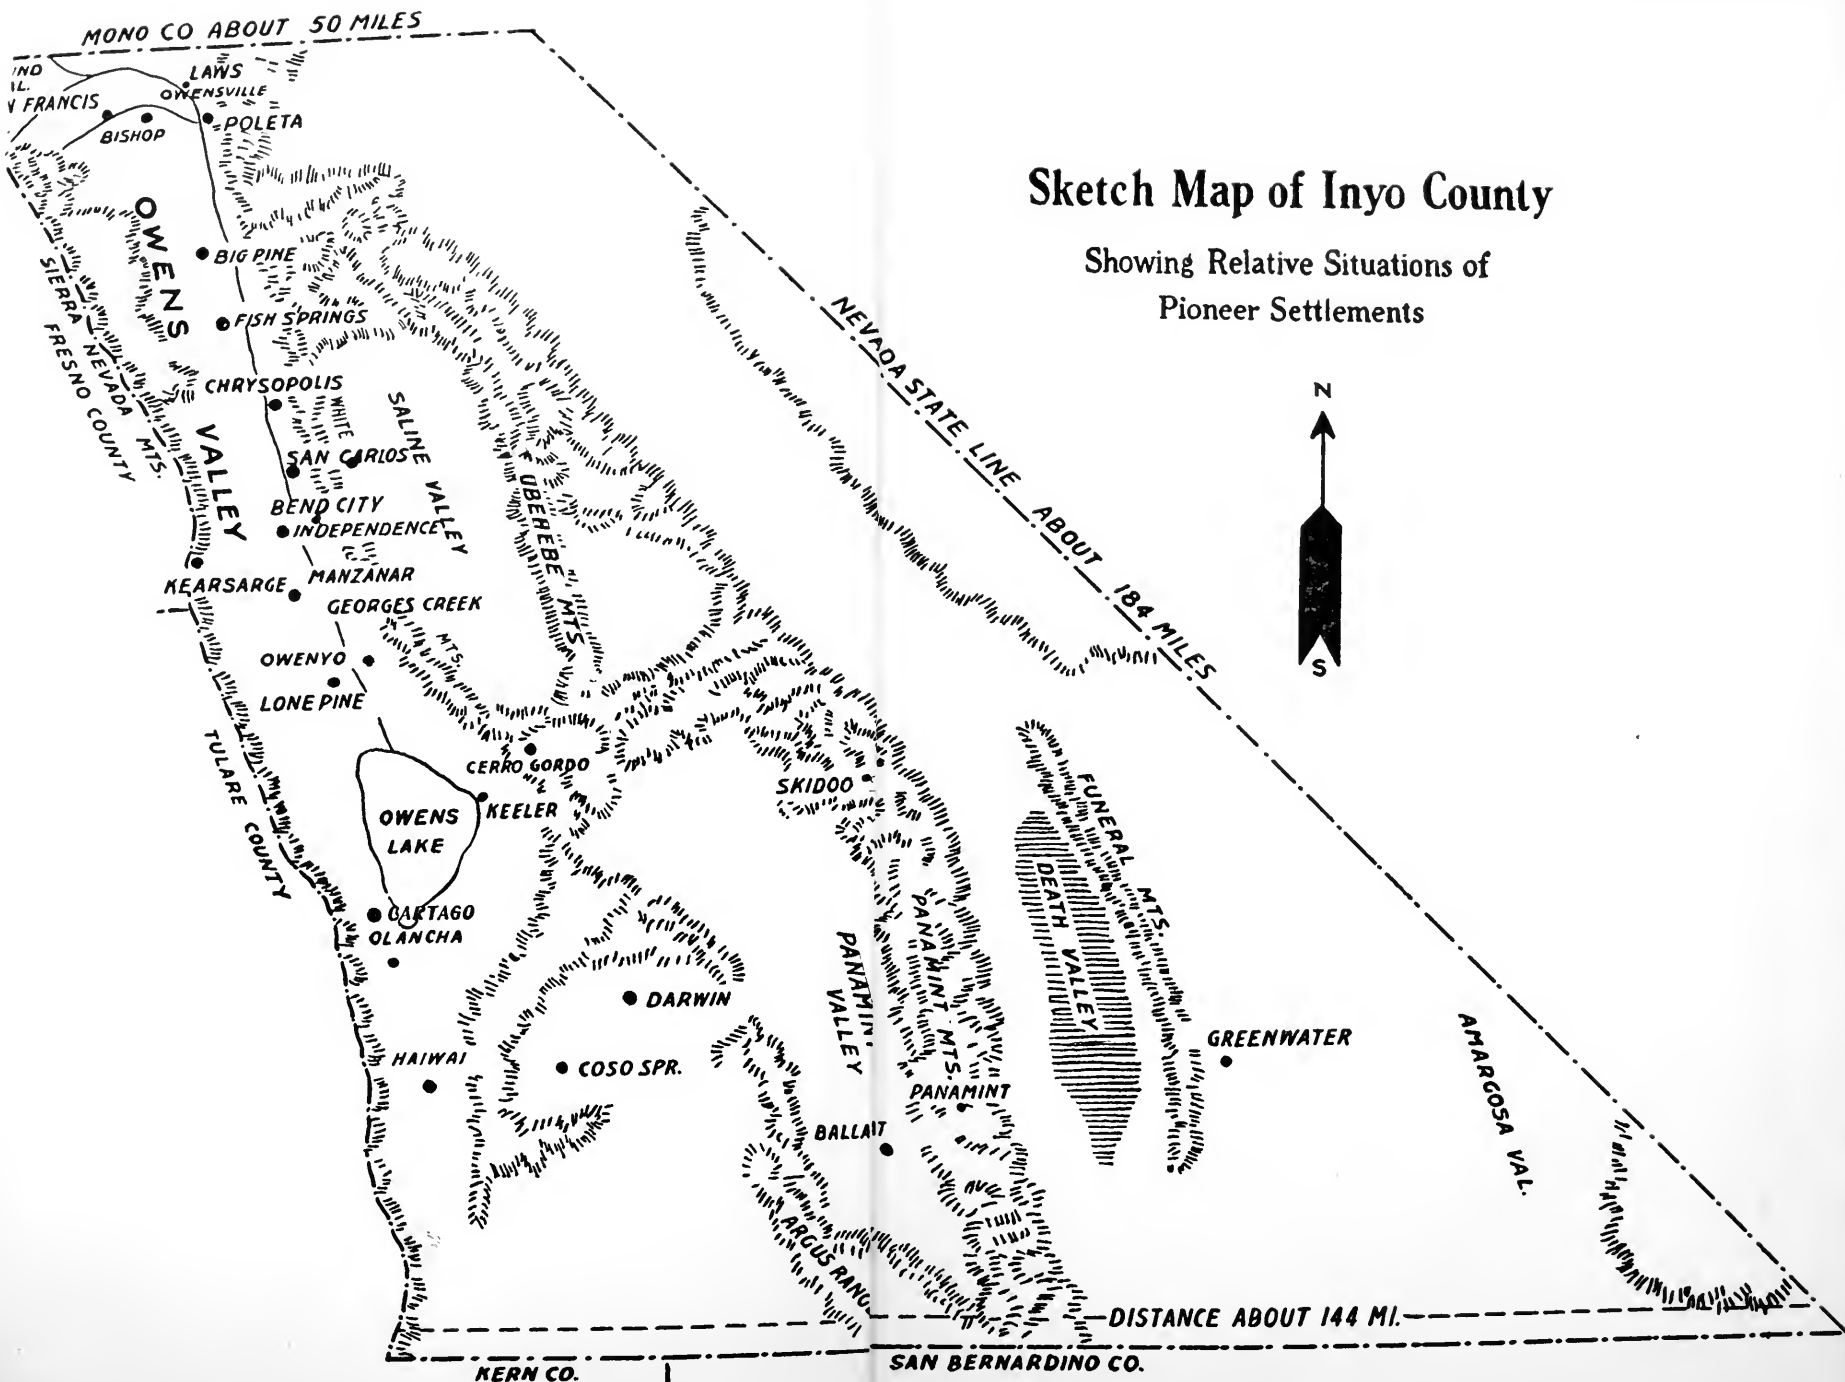 MONO CO ABOUT 50 MILES
LAWS
OWENSVILLE
FRANCIS
BISHOP
POLETA
Sketch Map of Inyo County
Showing Relative Situations of
Pioneer Settlements
N
S
OWENS VALLEY
BIG PINE
FISH SPRINGS
SIERRA NEVADA MTS.
FRESNO COUNTY
CHRYSOPOLIS
WHITE
MTS.
SALINE VALLEY
SAN CARLOS
BEND CITY
INDEPENDENCE
KEARSARGE
MANZANAR
GEORGES CREEK
UBEHEBE MTS.
NEVADA STATE LINE ABOUT 184 MILES
OWENYO
LONE PINE
TULARE COUNTY
CERRO GORDO
KEELER
OWENS
LAKE
SKIDOO
FUNERAL MTS.
DEATH VALLEY
CARTAGO
OLANCHA
PANAMIN.
VALLEY
PANAMINT MTS.
DARWIN
HAIWAI
COSO SPR.
GREENWATER
AMARGOSA VAL.
PANAMINT
BALLAIT
ARGUS RANG
DISTANCE ABOUT 144 MI.
KERN CO.
SAN BERNARDINO CO.